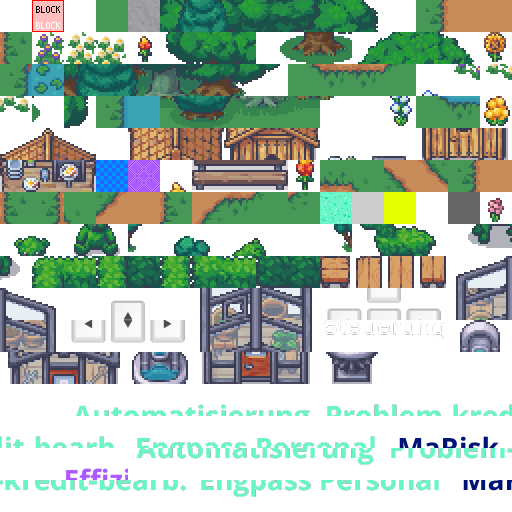 BLOCK
BLOCK
Steuerung
Automatisierung Problem-kred
dit-bearb. Engpass Personal MaRisk
Automatisierung Problem-
-kredit-bearb. Engpass Personal Mar
Effizi